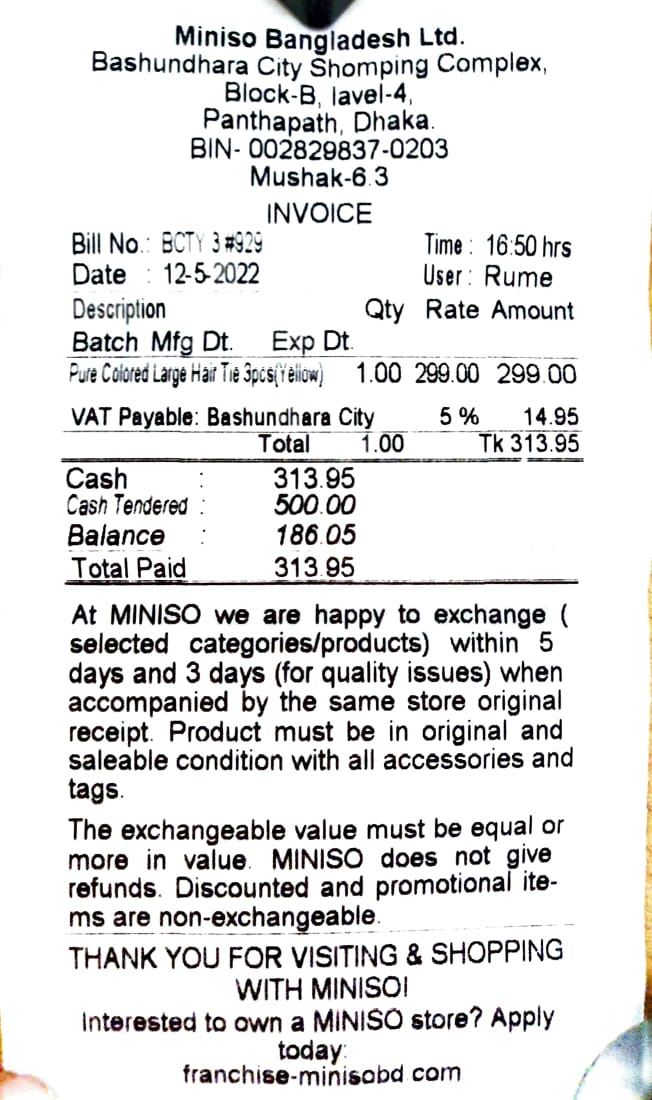 Miniso Bangladesh Ltd.
Bashundhara City Shomping Complex,
Block-B, lavel-4,
Panthapath, Dhaka.
BIN- 002829837-0203
Mushak-6.3
INVOICE
Bill No.: BCTY 3 #929 Time : 16:50 hrs
Date : 12-5-2022 User : Rume
Description Qty Rate Amount
Batch Mfg Dt. Exp Dt.
Pure Colored Large Hair Tie 3pcs(Yellow) 1.00 299.00 299.00
VAT Payable: Bashundhara City 5 % 14.95
Total 1.00 Tk 313.95
Cash : 313.95
Cash Tendered : 500.00
Balance : 186.05
Total Paid 313.95
At MINISO we are happy to exchange (
selected categories/products) within 5
days and 3 days (for quality issues) when
accompanied by the same store original
receipt. Product must be in original and
saleable condition with all accessories and
tags.
The exchangeable value must be equal or
more in value. MINISO does not give
refunds. Discounted and promotional ite-
ms are non-exchangeable.
THANK YOU FOR VISITING & SHOPPING
WITH MINISO!
Interested to own a MINISO store? Apply
today:
franchise-minisobd.com